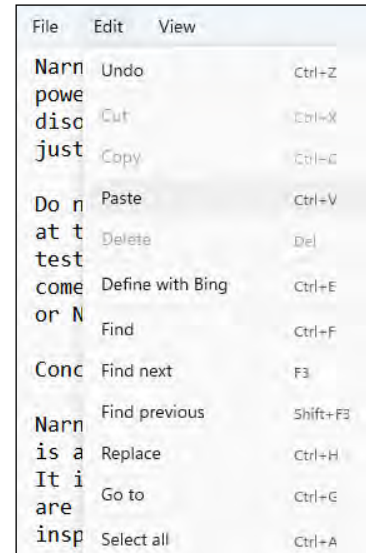 File Edit View
Narn Undo Ctrl+Z
powe
diso Cut Ctrl+X
just Copy Ctrl+C
Do n Paste Ctrl+V
at t Delete Del
test
come Define with Bing Ctrl+E
or N Find Ctrl+F
Conc Find next F3
Narn Find previous Shift+F3
is a Replace Ctrl+H
It i
are Go to Ctrl+G
insp Select all Ctrl+A